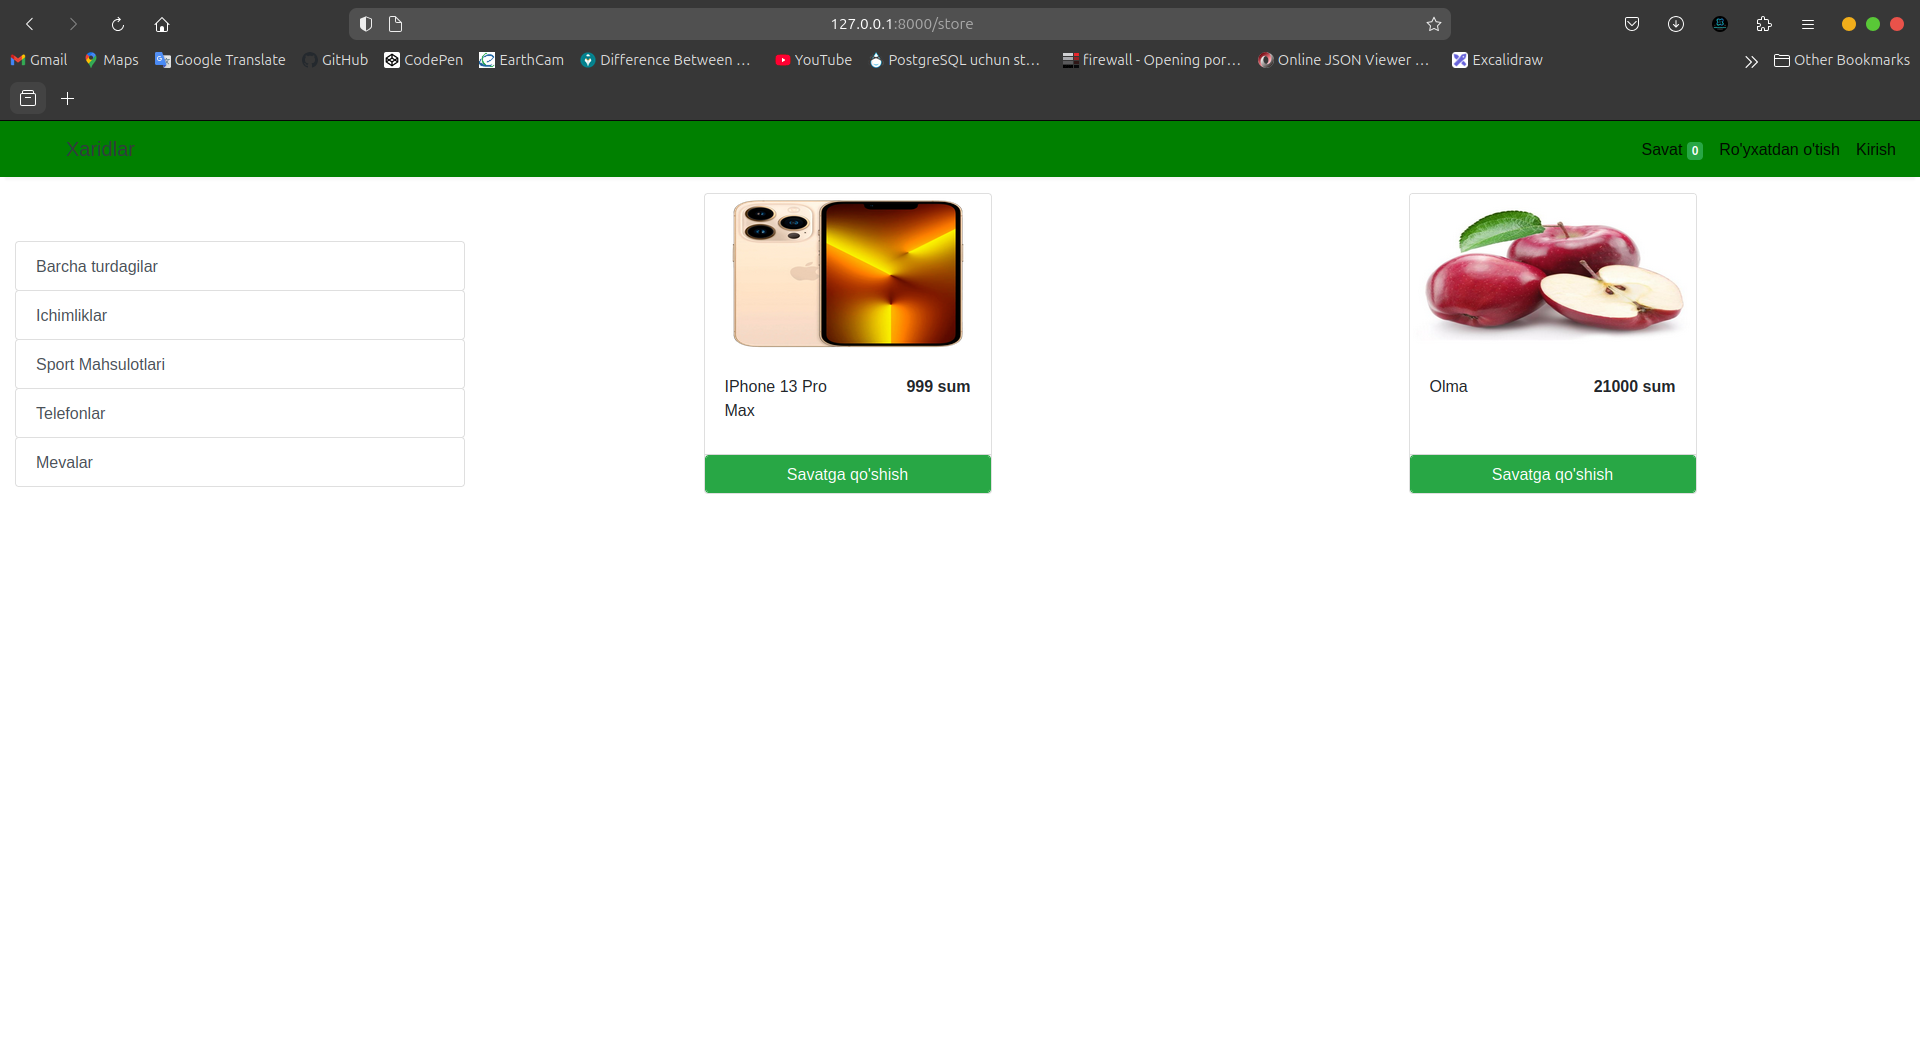 127.0.0.1:8000/store
Gmail Maps Google Translate GitHub CodePen EarthCam Difference Between ... YouTube PostgreSQL uchun st... firewall - Opening por... Online JSON Viewer ... Excalidraw Other Bookmarks
Xaridlar Savat 0 Ro'yxatdan o'tish Kirish
Barcha turdagilar
Ichimliklar
Sport Mahsulotlari
Telefonlar
Mevalar
IPhone 13 Pro 999 sum
Max
Savatga qo'shish
Olma 21000 sum
Savatga qo'shish